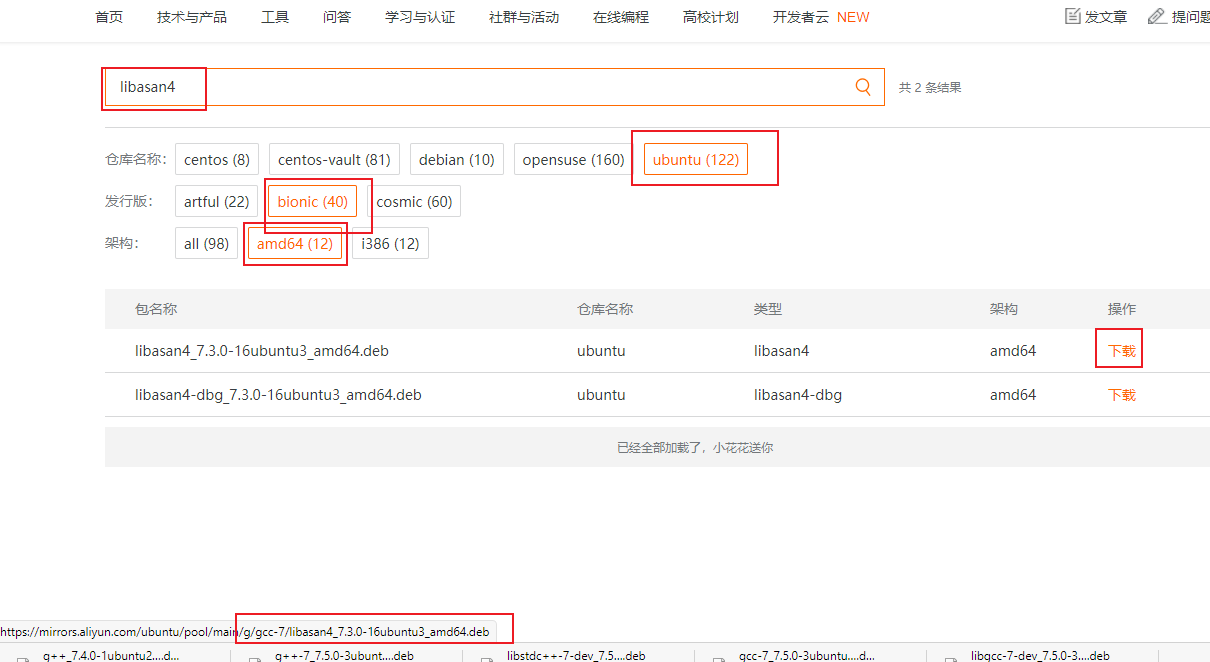 首页 技术与产品 工具 问答 学习与认证 社群与活动 在线编程 高校计划 开发者云 NEW 发文章 提问题
libasan4 共 2 条结果
仓库名称: centos (8) centos-vault (81) debian (10) opensuse (160) ubuntu (122)
发行版: artful (22) bionic (40) cosmic (60)
架构: all (98) amd64 (12) i386 (12)
包名称 仓库名称 类型 架构 操作
libasan4_7.3.0-16ubuntu3_amd64.deb ubuntu libasan4 amd64 下载
libasan4-dbg_7.3.0-16ubuntu3_amd64.deb ubuntu libasan4-dbg amd64 下载
已经全部加载了，小花花送你
https://mirrors.aliyun.com/ubuntu/pool/main/g/gcc-7/libasan4_7.3.0-16ubuntu3_amd64.deb
g++_7.4.0-1ubuntu2....d... g++-7_7.5.0-3ubunt....deb libstdc++-7-dev_7.5....deb gcc-7_7.5.0-3ubuntu....d... libgcc-7-dev_7.5.0-3....deb